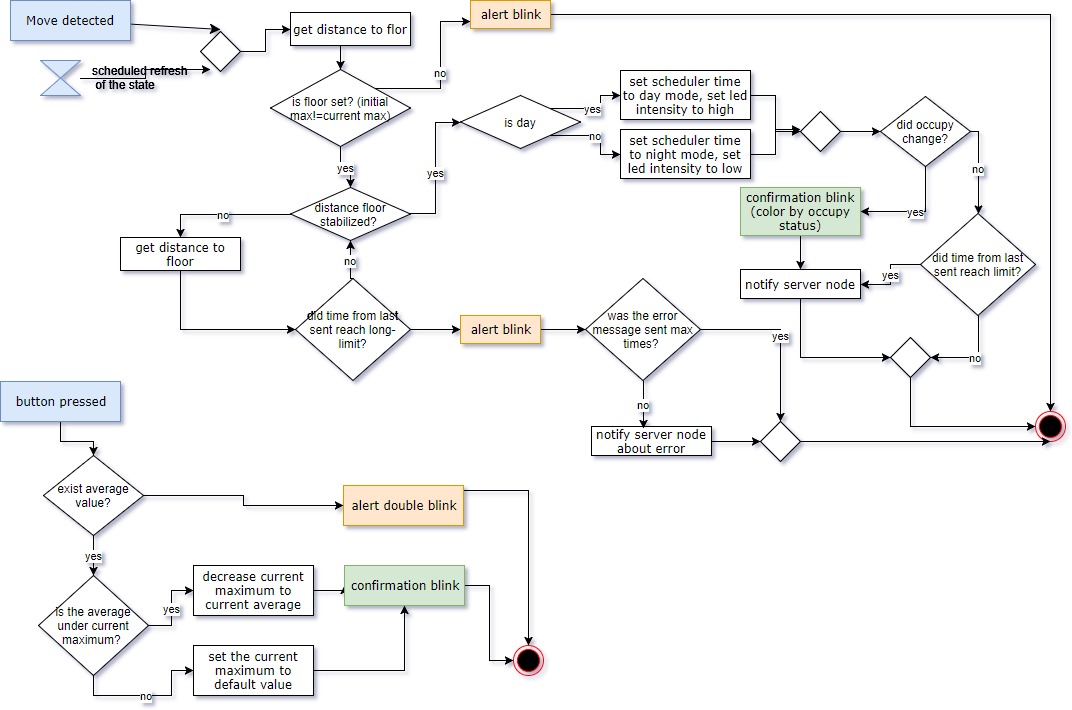 Move detected
scheduled refresh
of the state
get distance to flor
alert blink
no
is floor set? (initial
max!=current max)
yes
distance floor
stabilized?
no
yes
get distance to
floor
no
is day
yes
no
set scheduler time
to day mode, set led
intensity to high
set scheduler time
to night mode, set
led intensity to low
did occupy
change?
no
yes
confirmation blink
(color by occupy
status)
notify server node
yes
did time from last
sent reach limit?
no
did time from last
sent reach long-
limit?
alert blink
was the error
message sent max
times?
yes
no
notify server node
about error
button pressed
exist average
value?
alert double blink
yes
is the average
under current
maximum?
yes
decrease current
maximum to
current average
confirmation blink
no
set the current
maximum to
default value